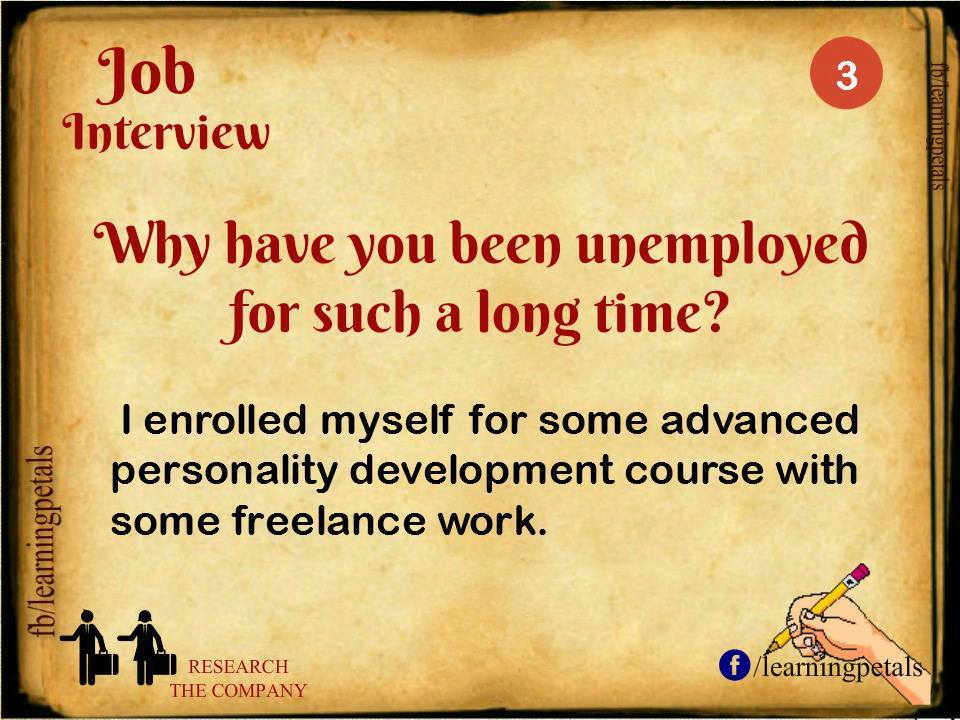 Job
Interview
3
fb/learningpetals
Why have you been unemployed
for such a long time?
I enrolled myself for some advanced
personality development course with
some freelance work.
fb/learningpetals
RESEARCH
THE COMPANY
f/learningpetals